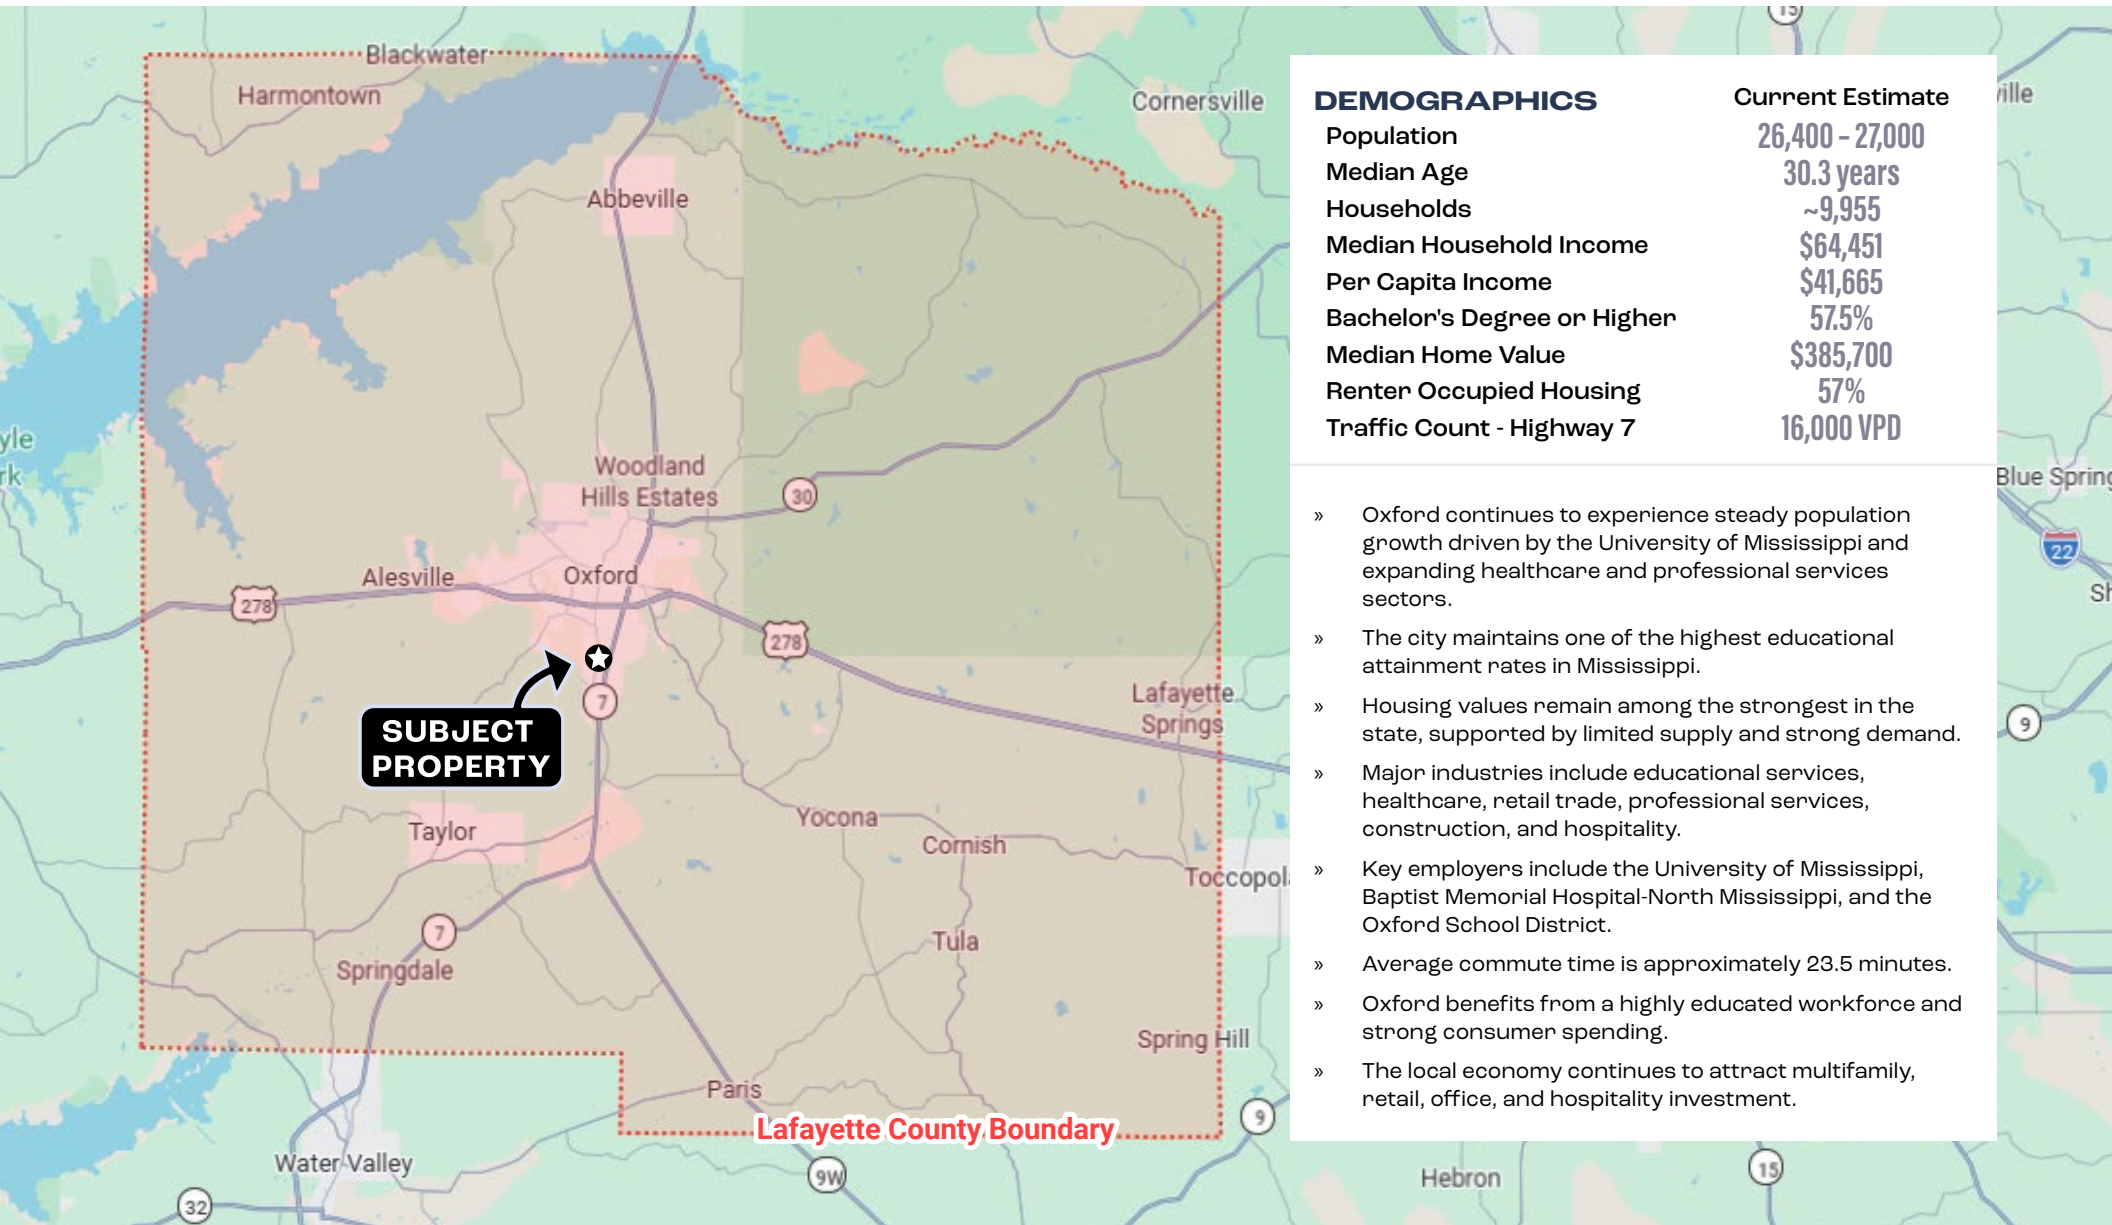 Blackwater
Harmontown
Abbeville
Cornersville
ville
15
yle
rk
Woodland
Hills Estates
30
Alesville
Oxford
278
278
7
SUBJECT
PROPERTY
Lafayette
Springs
Taylor
Yocona
Cornish
Toccopol
7
Springdale
Tula
Spring Hill
Paris
Lafayette County Boundary
9
Water Valley
9W
32
Hebron
15
Blue Spring
22
Sh
9
DEMOGRAPHICS Current Estimate
Population 26,400 – 27,000
Median Age 30.3 years
Households ~9,955
Median Household Income $64,451
Per Capita Income $41,665
Bachelor's Degree or Higher 57.5%
Median Home Value $385,700
Renter Occupied Housing 57%
Traffic Count - Highway 7 16,000 VPD
» Oxford continues to experience steady population
growth driven by the University of Mississippi and
expanding healthcare and professional services
sectors.
» The city maintains one of the highest educational
attainment rates in Mississippi.
» Housing values remain among the strongest in the
state, supported by limited supply and strong demand.
» Major industries include educational services,
healthcare, retail trade, professional services,
construction, and hospitality.
» Key employers include the University of Mississippi,
Baptist Memorial Hospital-North Mississippi, and the
Oxford School District.
» Average commute time is approximately 23.5 minutes.
» Oxford benefits from a highly educated workforce and
strong consumer spending.
» The local economy continues to attract multifamily,
retail, office, and hospitality investment.